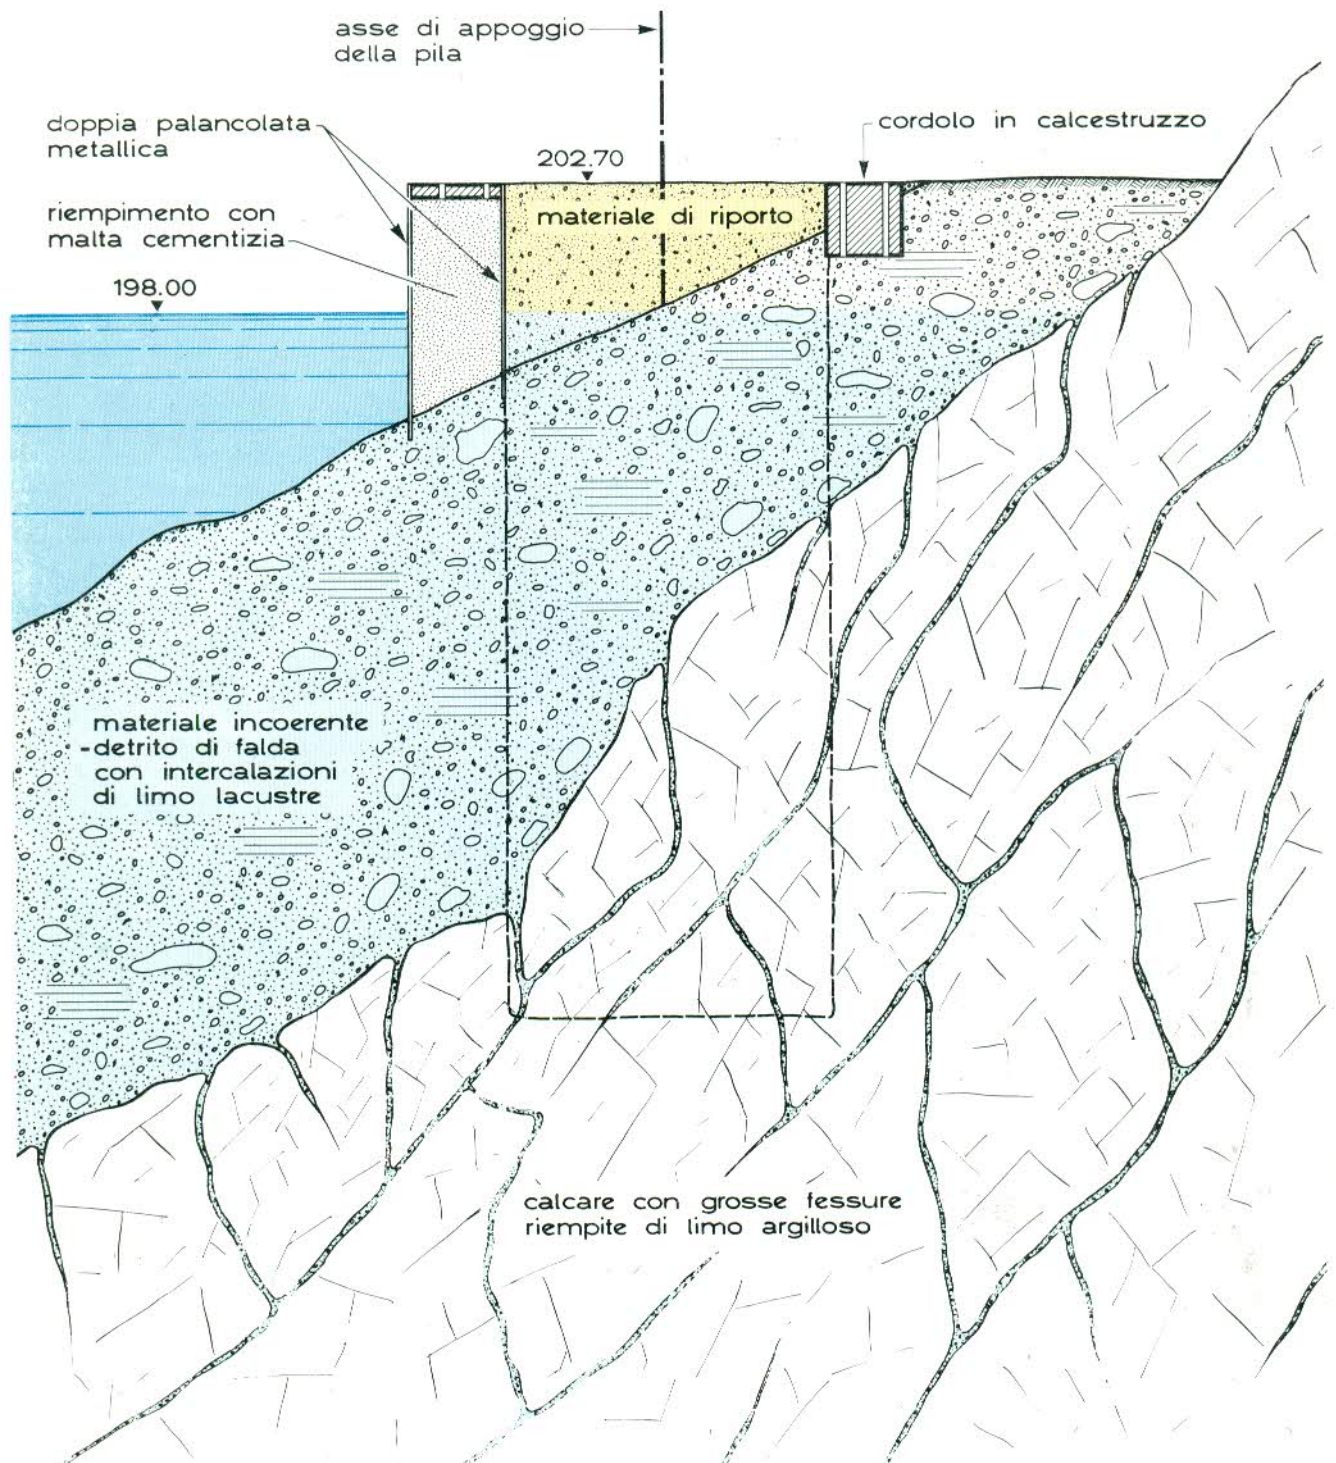 asse di appoggio
della pila
doppia palancolata
metallica
cordolo in calcestruzzo
202.70
riempimento con
malta cementizia
materiale di riporto
198.00
materiale incoerente
-detrito di falda
con intercalazioni
di limo lacustre
calcare con grosse fessure
riempite di limo argilloso